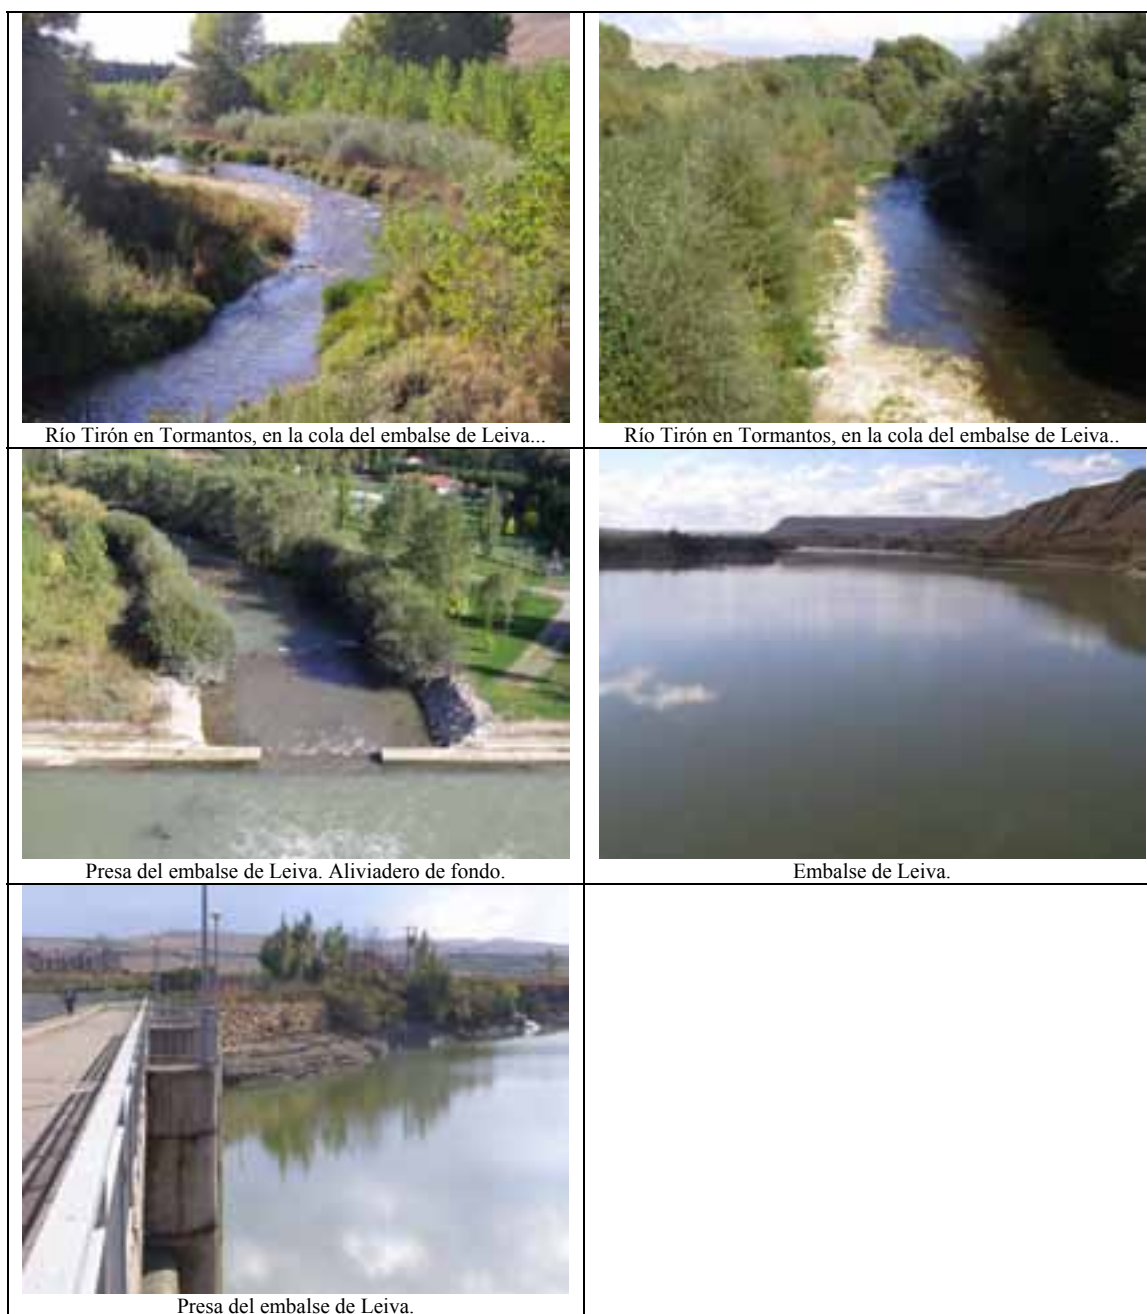 Río Tirón en Tormantos, en la cola del embalse de Leiva...
Río Tirón en Tormantos, en la cola del embalse de Leiva..
Presa del embalse de Leiva. Aliviadero de fondo.
Embalse de Leiva.
Presa del embalse de Leiva.